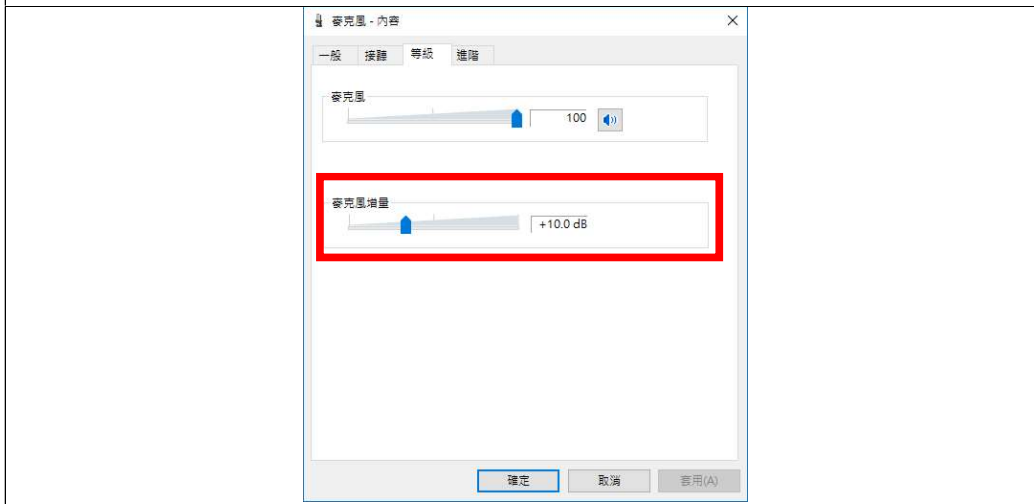 麥克風 - 內容
一般 接聽 等級 進階
麥克風
100
麥克風增量
+10.0 dB
確定 取消 套用(A)